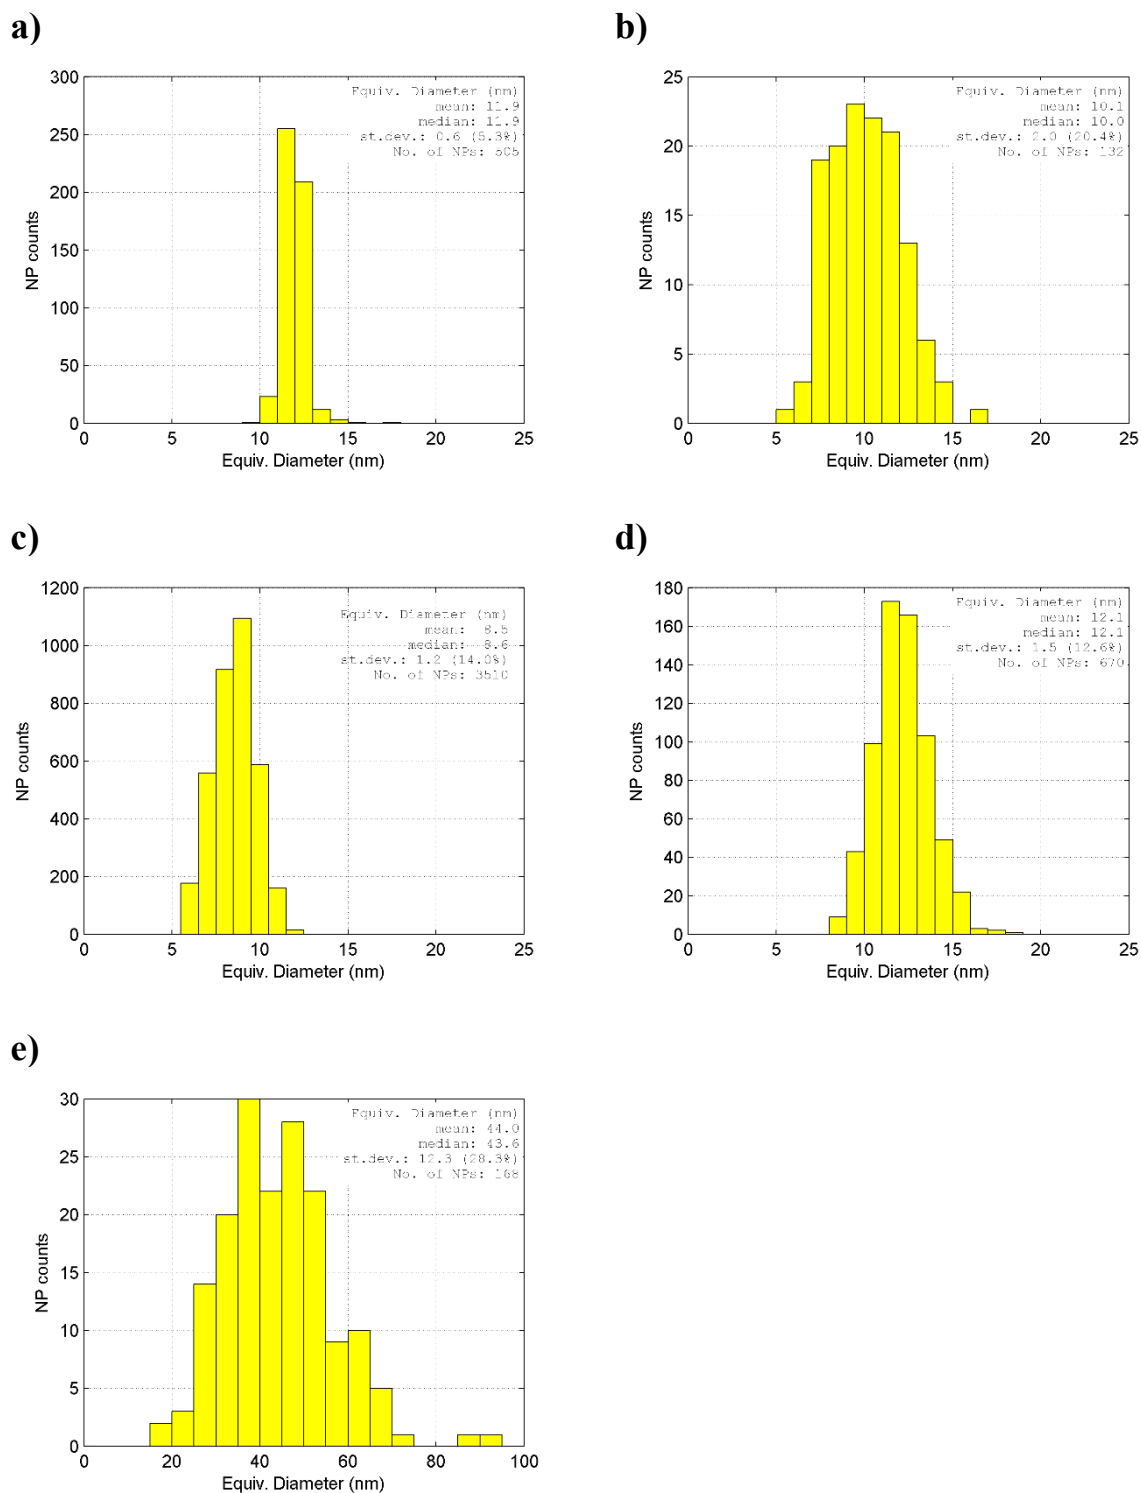 a)
300
250
200
150
100
50
0
NP counts
Equiv. Diameter (nm)
mean: 11.9
median: 11.9
st.dev.: 0.6 (5.3%)
No. of NPs: 505
0 5 10 15 20 25
Equiv. Diameter (nm)
b)
25
20
15
10
5
0
NP counts
Equiv. Diameter (nm)
mean: 10.1
median: 10.0
st.dev.: 2.0 (20.4%)
No. of NPs: 132
0 5 10 15 20 25
Equiv. Diameter (nm)
c)
1200
1000
800
600
400
200
0
NP counts
Equiv. Diameter (nm)
mean: 8.5
median: 8.6
st.dev.: 1.2 (14.0%)
No. of NPs: 3510
0 5 10 15 20 25
Equiv. Diameter (nm)
d)
180
160
140
120
100
80
60
40
20
0
NP counts
Equiv. Diameter (nm)
mean: 12.1
median: 12.1
st.dev.: 1.5 (12.6%)
No. of NPs: 670
0 5 10 15 20 25
Equiv. Diameter (nm)
e)
30
25
20
15
10
5
0
NP counts
Equiv. Diameter (nm)
mean: 44.0
median: 43.6
st.dev.: 12.3 (28.3%)
No. of NPs: 168
0 20 40 60 80 100
Equiv. Diameter (nm)